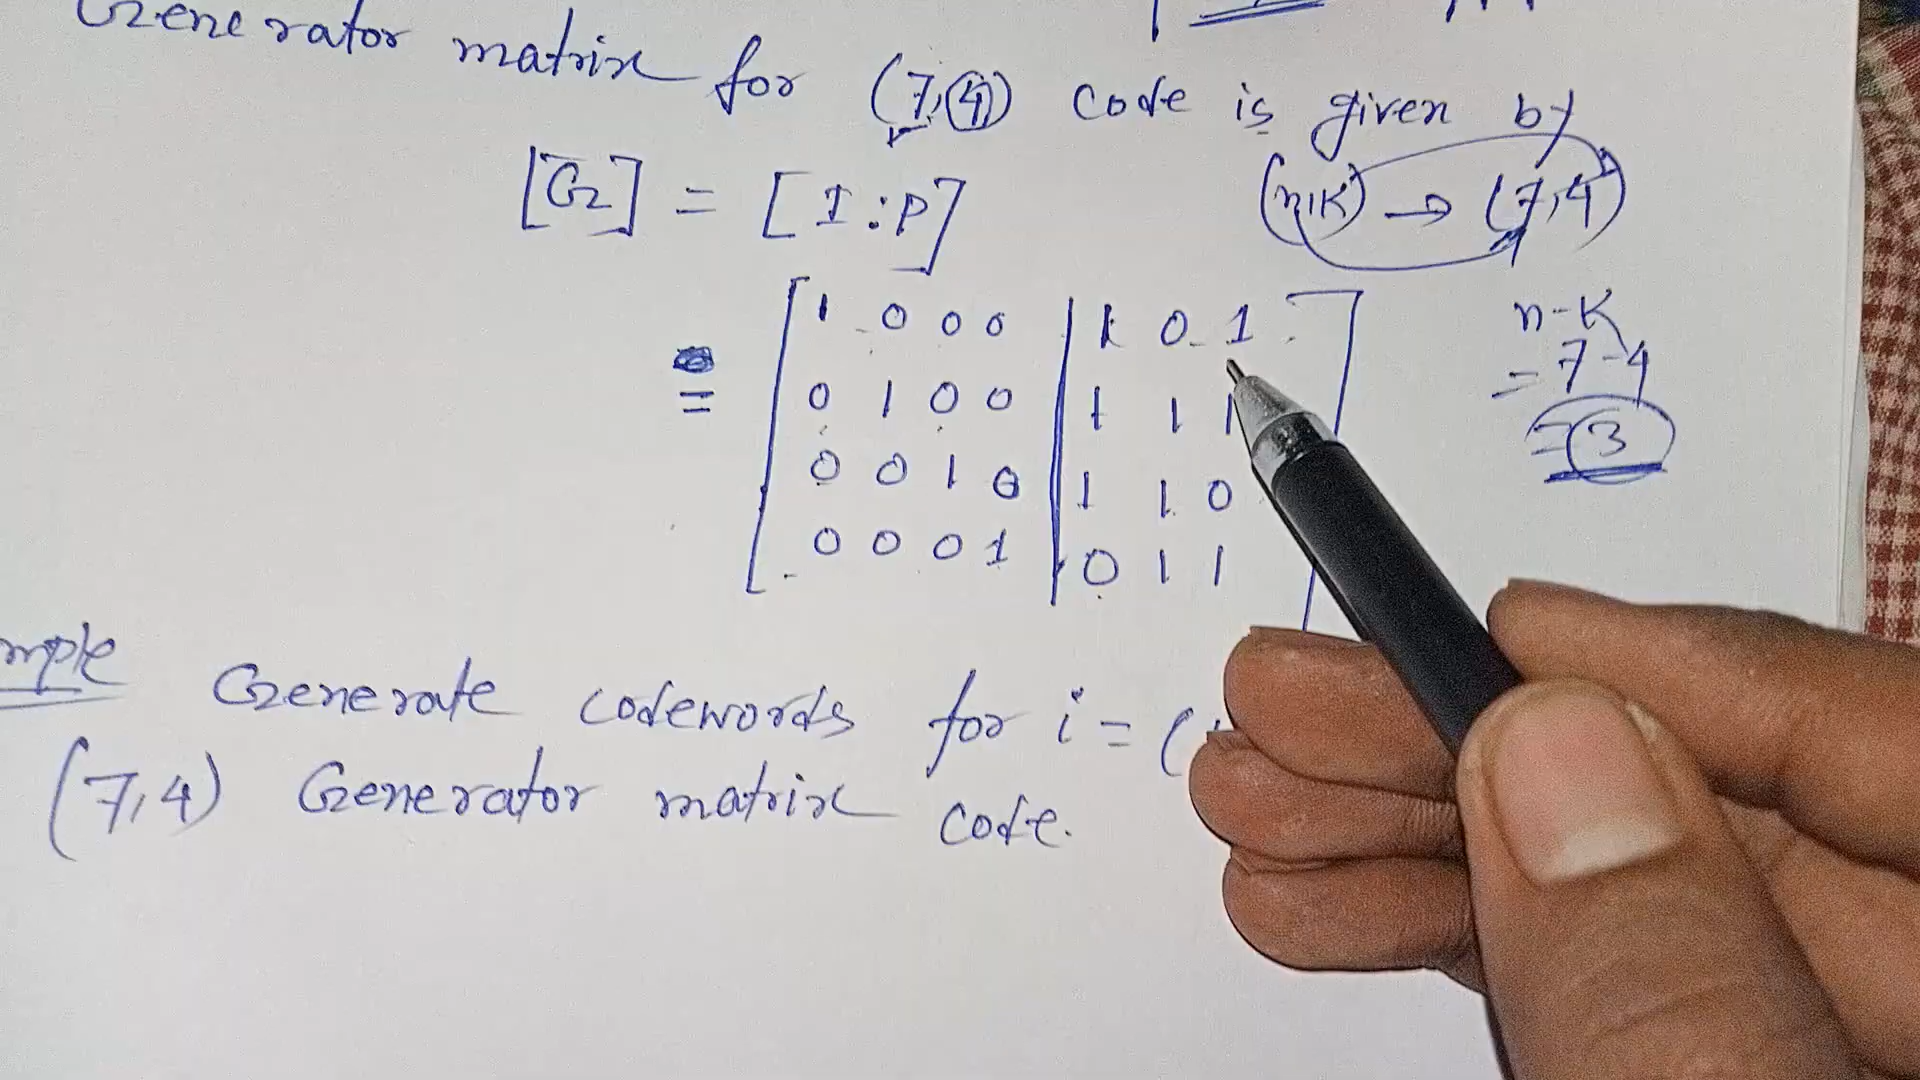 Generator matrix for (7,4) code is given by
[G] = [I:P]
(n,k) → (7,4)
n-k
= 7-4
= 3
= [1 0 0 0 | 1 0 1
0 1 0 0 | 1 1 1
0 0 1 0 | 1 1 0
0 0 0 1 | 0 1 1]
Generate codewords for i = (
(7,4) Generator matrix code.